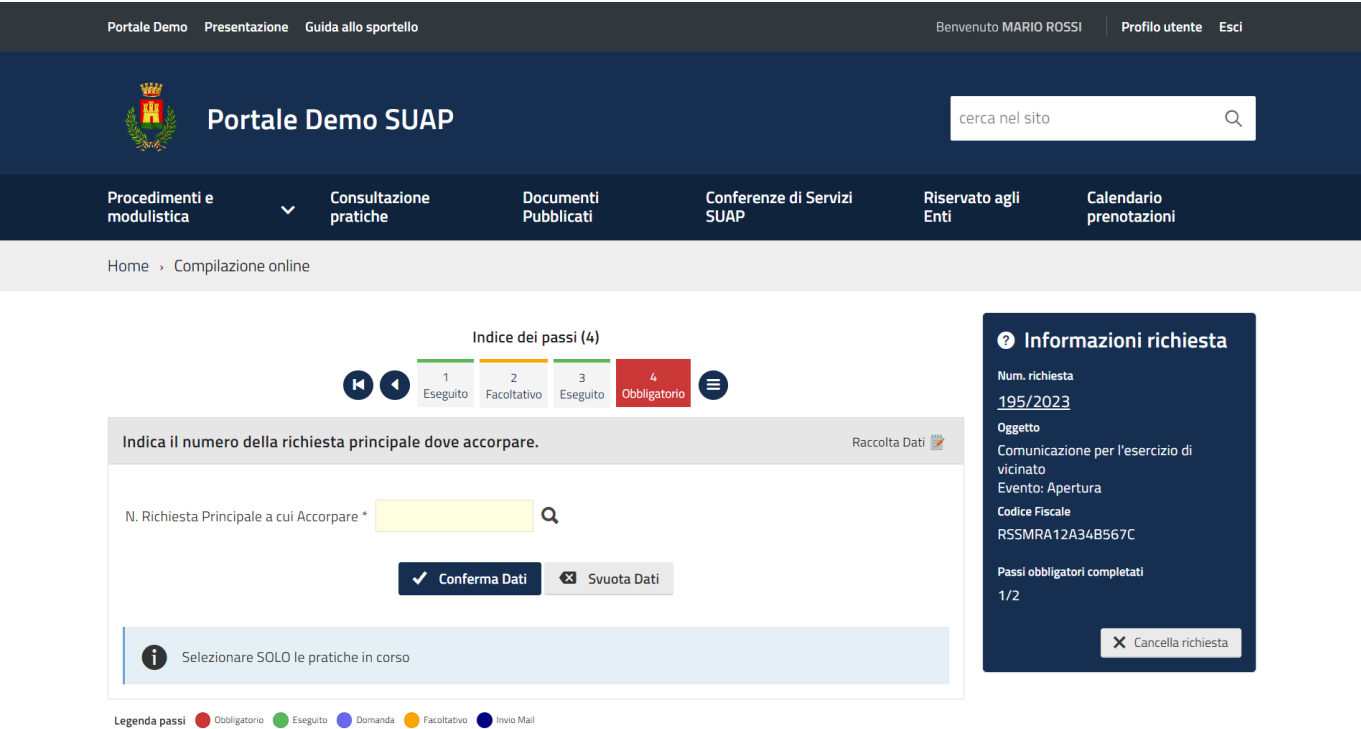 Portale Demo Presentazione Guida allo sportello Benvenuto MARIO ROSSI Profilo utente Esci
Portale Demo SUAP
cerca nel sito
Procedimenti e modulistica
Consultazione pratiche
Documenti Pubblicati
Conferenze di Servizi SUAP
Riservato agli Enti
Calendario prenotazioni
Home › Compilazione online
Indice dei passi (4)
1 Eseguito
2 Facoltativo
3 Eseguito
4 Obbligatorio
Indica il numero della richiesta principale dove accorpare.
Raccolta Dati
N. Richiesta Principale a cui Accorpare *
Conferma Dati
Svuota Dati
Selezionare SOLO le pratiche in corso
Legenda passi Obbligatorio Eseguito Domanda Facoltativo Invio Mail
Informazioni richiesta
Num. richiesta
195/2023
Oggetto
Comunicazione per l'esercizio di
vicinato
Evento: Apertura
Codice Fiscale
RSSMRA12A34B567C
Passi obbligatori completati
1/2
Cancella richiesta